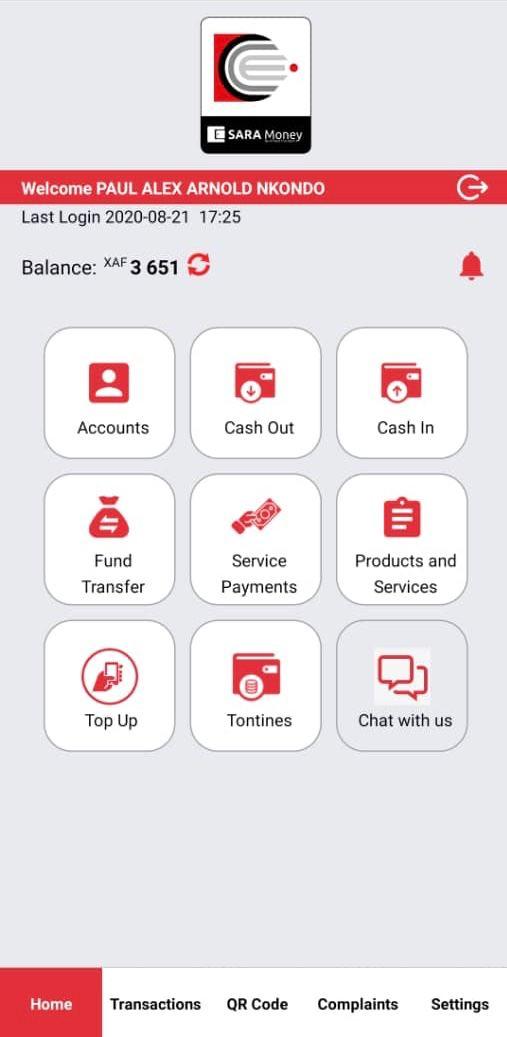 SARA Money
Welcome PAUL ALEX ARNOLD NKONDO
Last Login 2020-08-21 17:25
Balance: XAF 3 651
Accounts
Cash Out
Cash In
Fund
Transfer
Service
Payments
Products and
Services
Top Up
Tontines
Chat with us
Home
Transactions
QR Code
Complaints
Settings